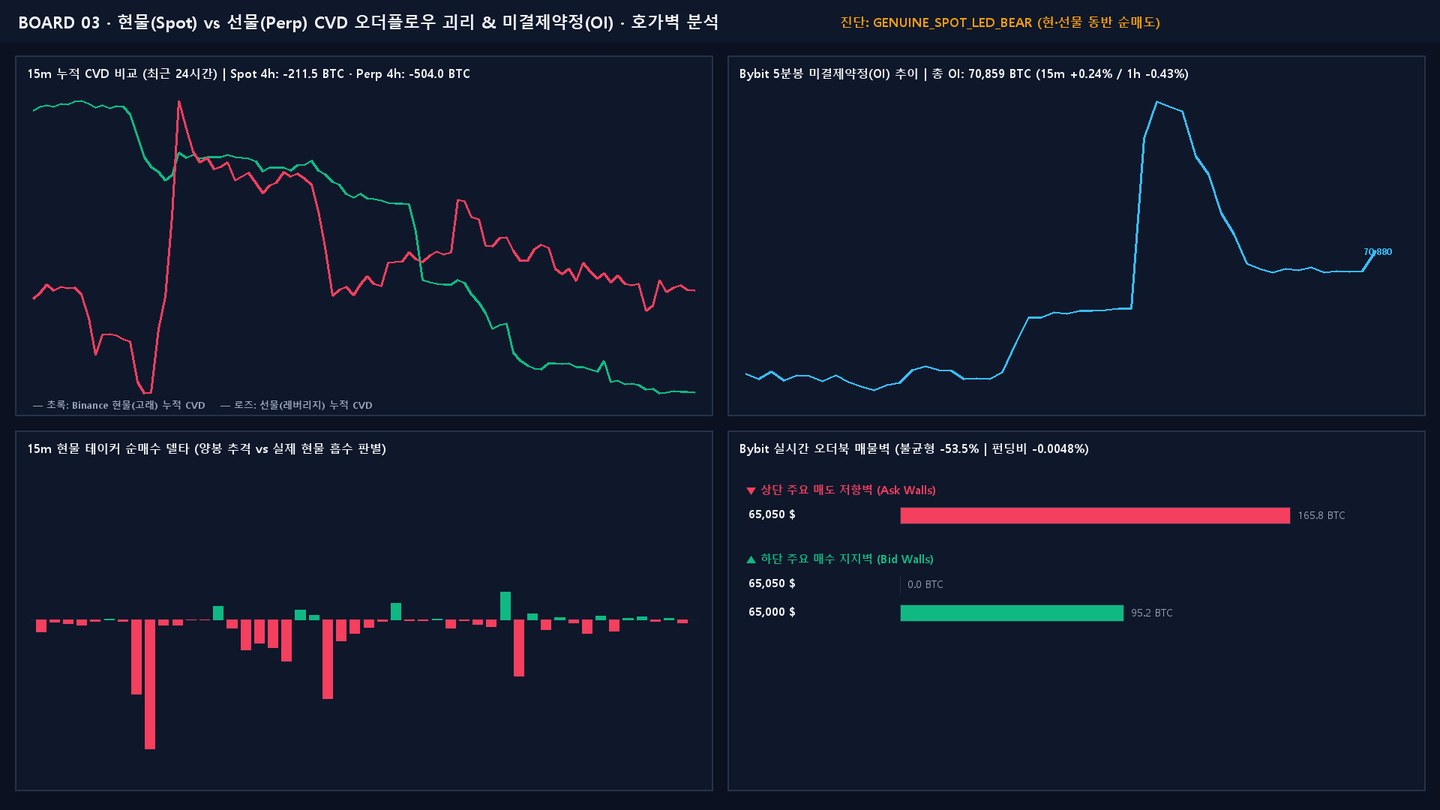 BOARD 03 · 현물(Spot) vs 선물(Perp) CVD 오더플로우 괴리 & 미결제약정(OI) · 호가벽 분석
진단: GENUINE_SPOT_LED_BEAR (현·선물 동반 순매도)
15m 누적 CVD 비교 (최근 24시간) | Spot 4h: -211.5 BTC · Perp 4h: -504.0 BTC
— 초록: Binance 현물(고래) 누적 CVD
— 로즈: 선물(레버리지) 누적 CVD
Bybit 5분봉 미결제약정(OI) 추이 | 총 OI: 70,859 BTC (15m +0.24% / 1h -0.43%)
70,880
15m 현물 테이커 순매수 델타 (양봉 추격 vs 실제 현물 흡수 판별)
Bybit 실시간 오더북 매물벽 (불균형 -53.5% | 펀딩비 -0.0048%)
▼ 상단 주요 매도 저항벽 (Ask Walls)
65,050 $ 165.8 BTC
▲ 하단 주요 매수 지지벽 (Bid Walls)
65,050 $ 0.0 BTC
65,000 $ 95.2 BTC